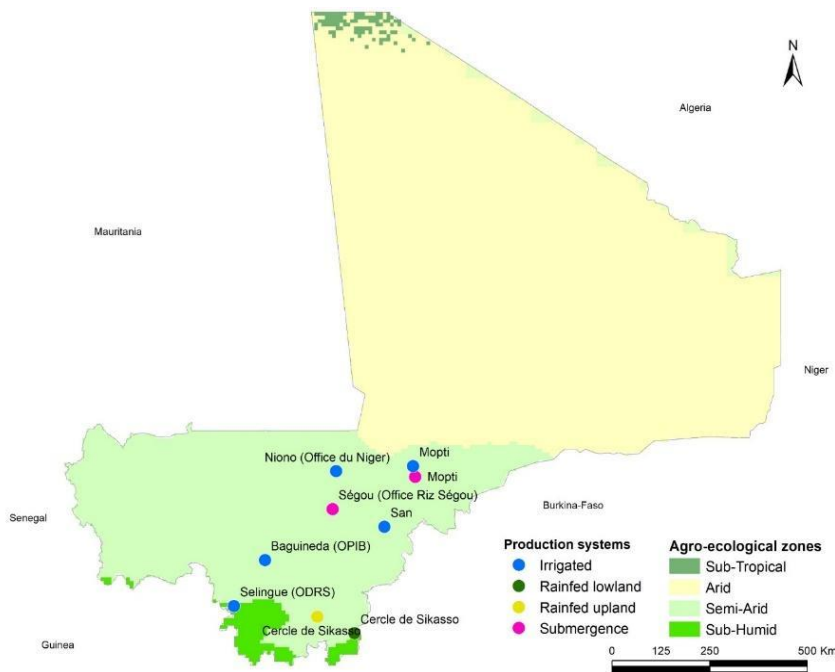 N
Algeria
Mauritania
Niger
Mopti
Niono (Office du Niger)
Mopti
Ségou (Office Riz Ségou)
San
Burkina-Faso
Senegal
Baguineda (OPIB)
Selingue (ODRS)
Cercle de Sikasso
Cercle de Sikasso
Guinea
Production systems
Irrigated
Rainfed lowland
Rainfed upland
Submergence
Agro-ecological zones
Sub-Tropical
Arid
Semi-Arid
Sub-Humid
0 125 250 500 Km